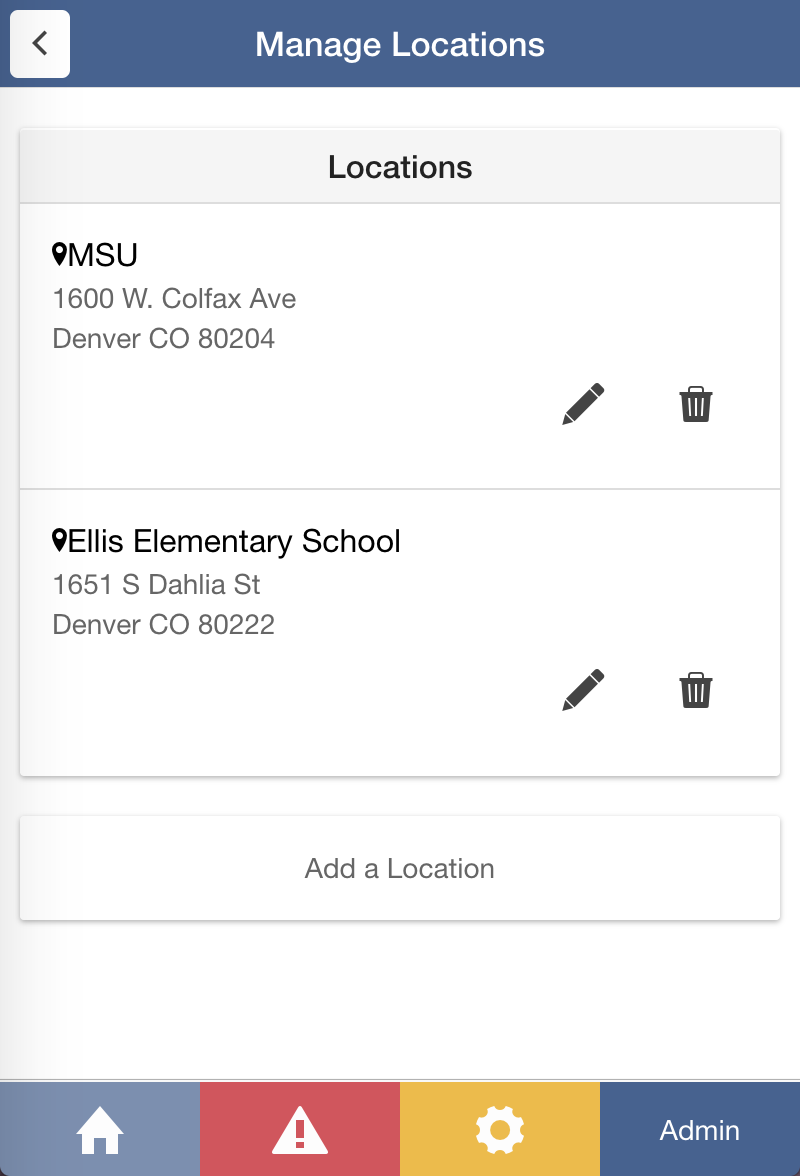 Manage Locations
Locations
MSU
1600 W. Colfax Ave
Denver CO 80204
Ellis Elementary School
1651 S Dahlia St
Denver CO 80222
Add a Location
Admin